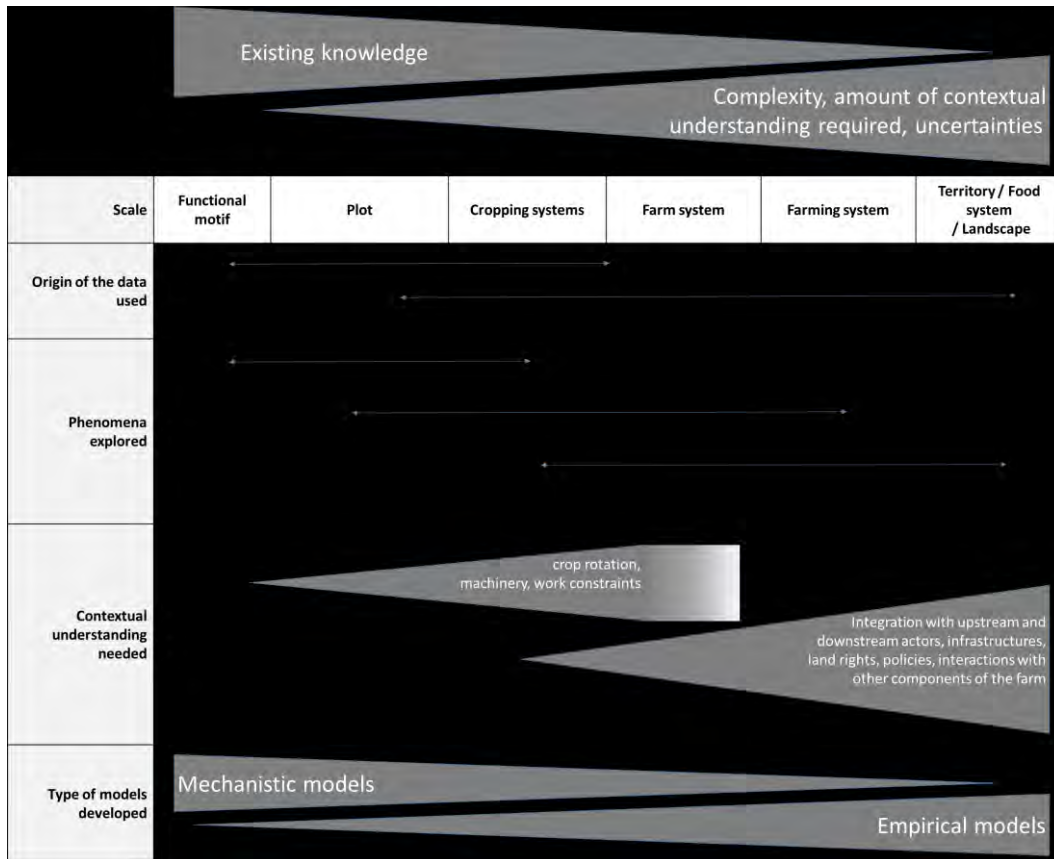 Existing knowledge
Complexity, amount of contextual
understanding required, uncertainties
Scale
Functional
motif
Plot
Cropping systems
Farm system
Farming system
Territory / Food
system
/ Landscape
Origin of the data
used
Phenomena
explored
Contextual
understanding
needed
crop rotation,
machinery, work constraints
Integration with upstream and
downstream actors, infrastructures,
land rights, policies, interactions with
other components of the farm
Type of models
developed
Mechanistic models
Empirical models